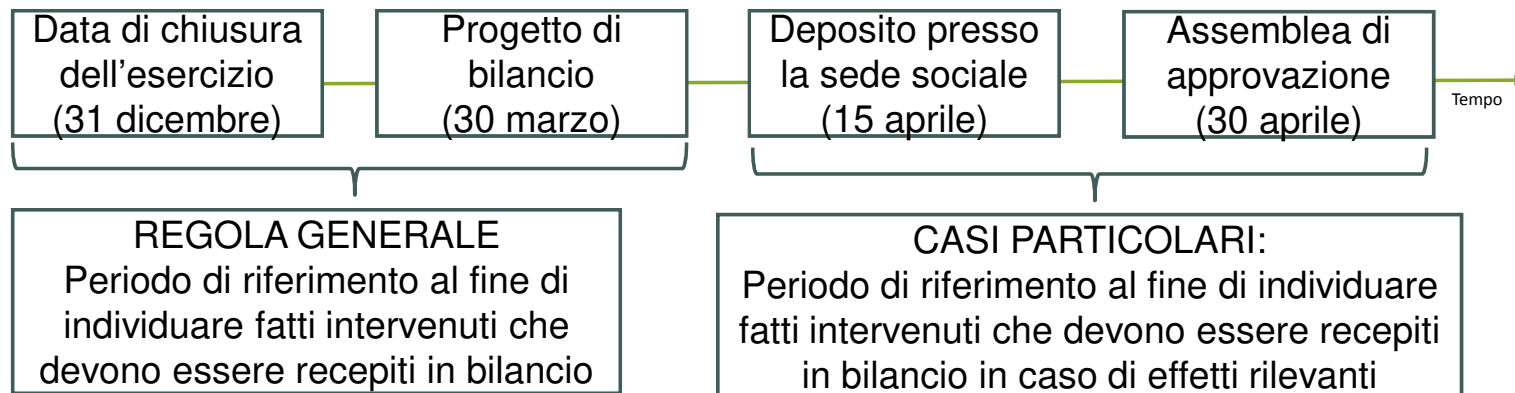 Data di chiusura
dell’esercizio
(31 dicembre)
Progetto di
bilancio
(30 marzo)
Deposito presso
la sede sociale
(15 aprile)
Assemblea di
approvazione
(30 aprile)
Tempo
REGOLA GENERALE
Periodo di riferimento al fine di
individuare fatti intervenuti che
devono essere recepiti in bilancio
CASI PARTICOLARI:
Periodo di riferimento al fine di individuare
fatti intervenuti che devono essere recepiti
in bilancio in caso di effetti rilevanti